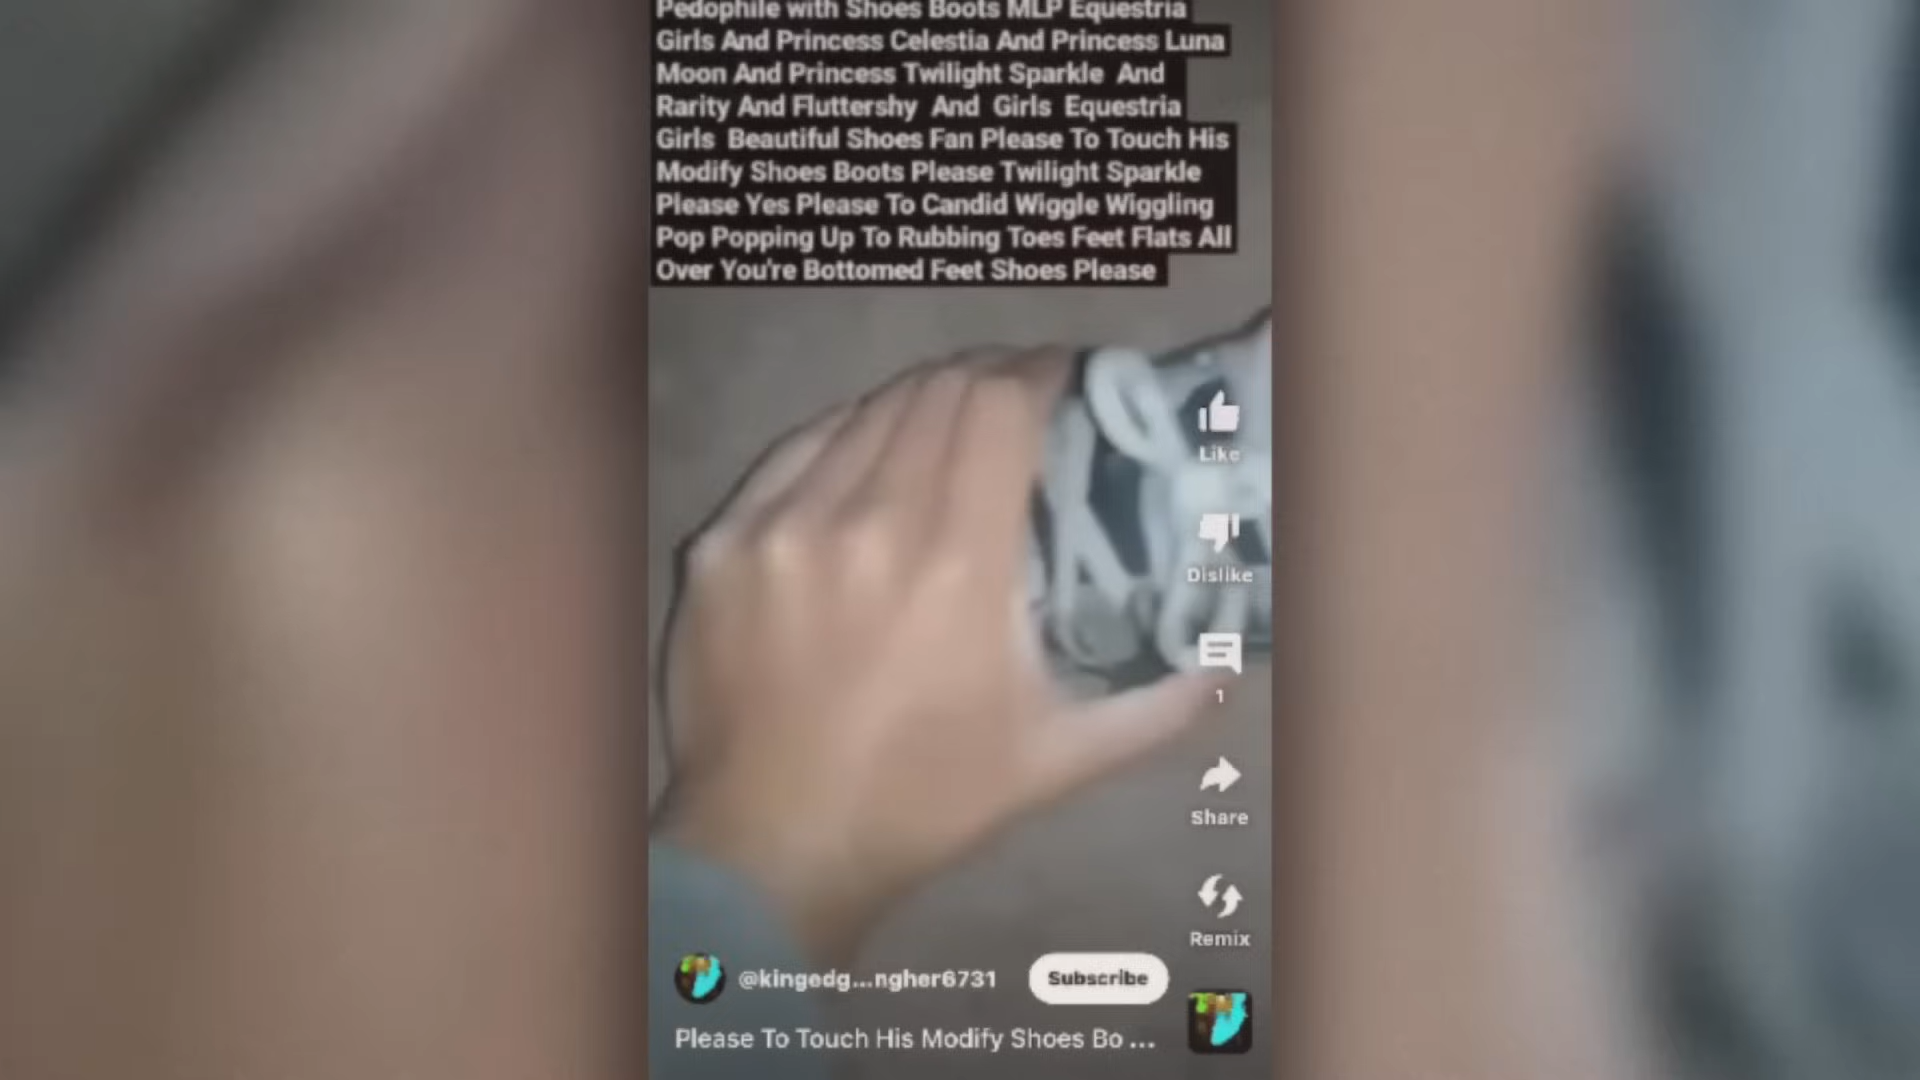 Pedophile with Shoes Boots MLP Equestria
Girls And Princess Celestia And Princess Luna
Moon And Princess Twilight Sparkle And
Rarity And Fluttershy And Girls Equestria
Girls Beautiful Shoes Fan Please To Touch His
Modify Shoes Boots Please Twilight Sparkle
Please Yes Please To Candid Wiggle Wiggling
Pop Popping Up To Rubbing Toes Feet Flats All
Over You're Bottomed Feet Shoes Please
Like
Dislike
1
Share
Remix
@kingedg...ngher6731
Subscribe
Please To Touch His Modify Shoes Bo ...